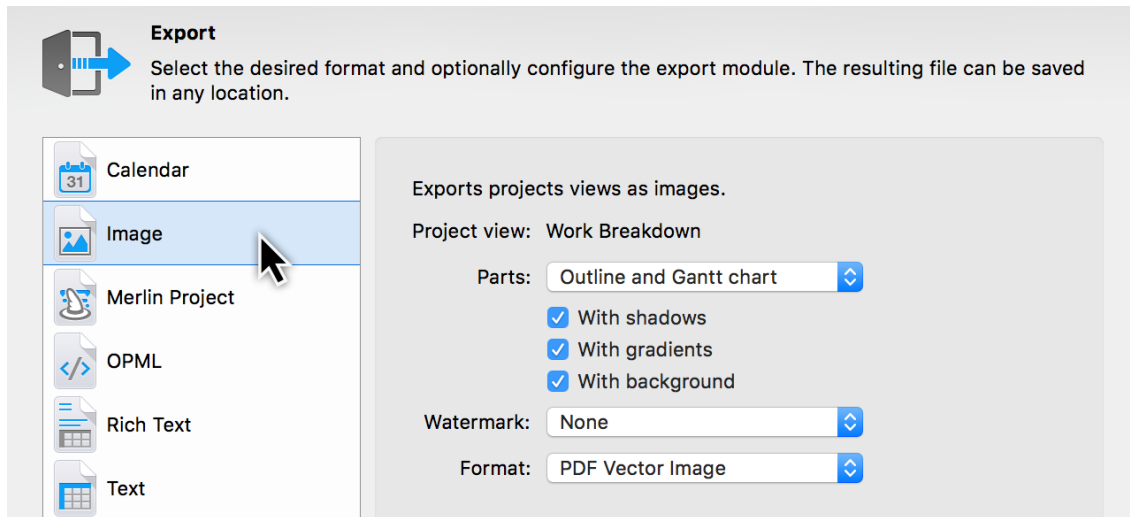 Export
Select the desired format and optionally configure the export module. The resulting file can be saved
in any location.
31
Calendar
Image
Merlin Project
OPML
Rich Text
Text
Exports projects views as images.
Project view: Work Breakdown
Parts: Outline and Gantt chart
With shadows
With gradients
With background
Watermark: None
Format: PDF Vector Image